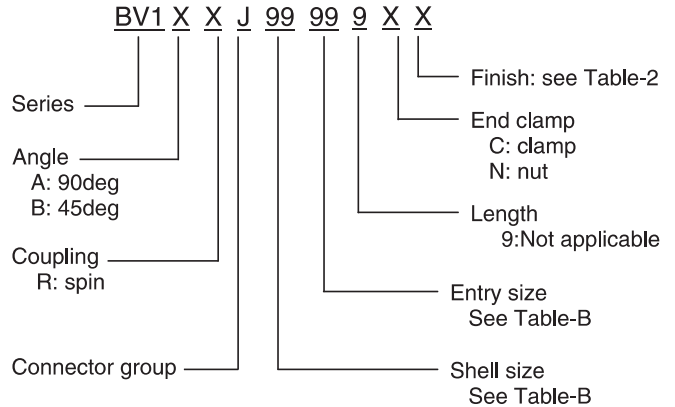 BV1 X X J 99 99 9 X X
Series
Angle
A: 90deg
B: 45deg
Coupling
R: spin
Connector group
Finish: see Table-2
End clamp
C: clamp
N: nut
Length
9:Not applicable
Entry size
See Table-B
Shell size
See Table-B